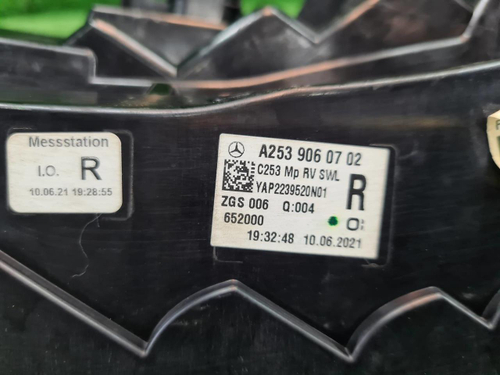 Messstation
I.O. R
10.06.21 19:28:55
A253 906 07 02
C253 Mp RV SWL
YAP2239520N01
R
ZGS 006 Q:004
652000
19:32:48 10.06.2021